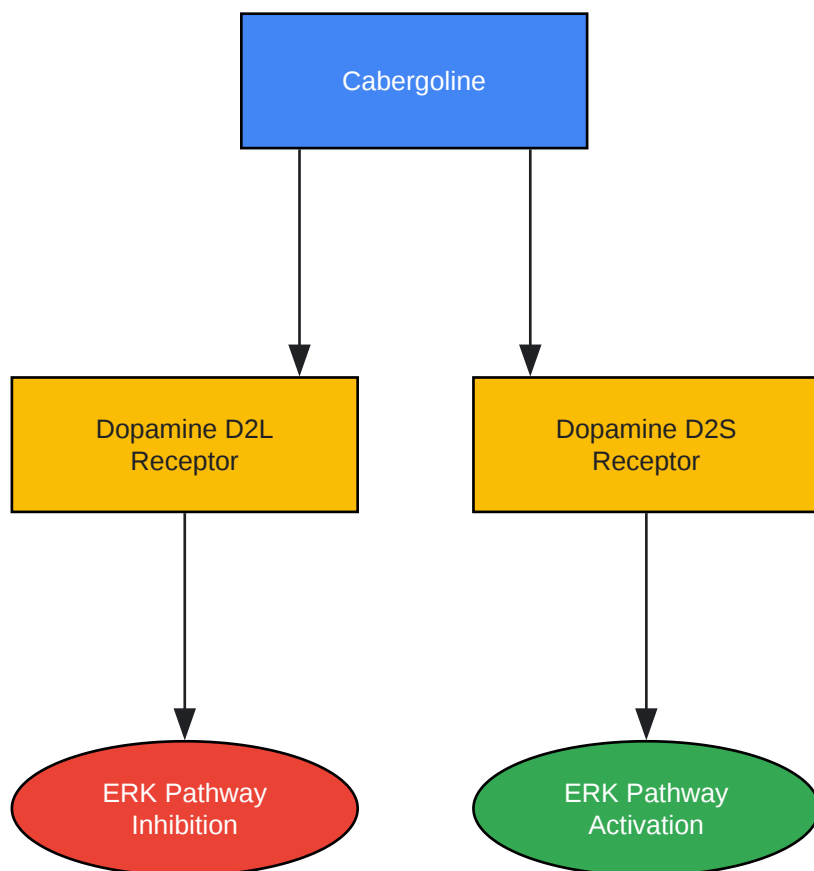 Cabergoline
Dopamine D2L
Receptor
Dopamine D2S
Receptor
ERK Pathway
Inhibition
ERK Pathway
Activation